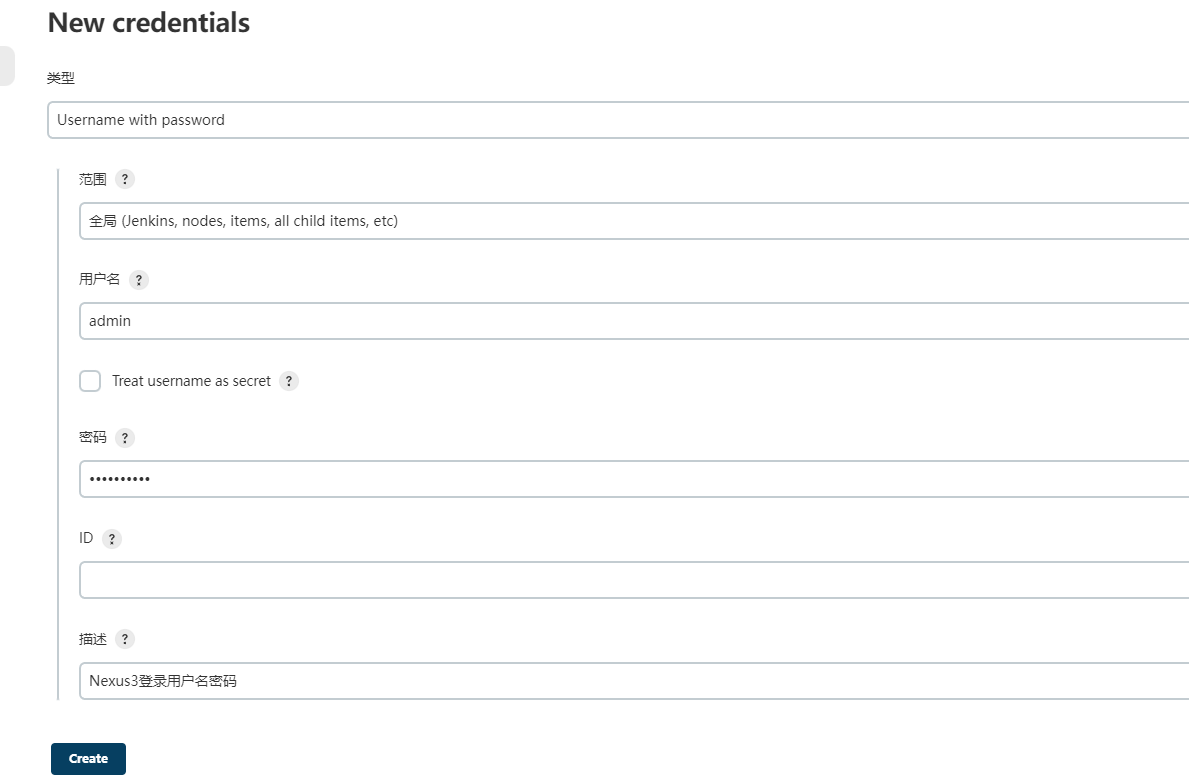 New credentials
类型
Username with password
范围 ?
全局 (Jenkins, nodes, items, all child items, etc)
用户名 ?
admin
Treat username as secret ?
密码 ?
••••••••••
ID ?
描述 ?
Nexus3登录用户名密码
Create